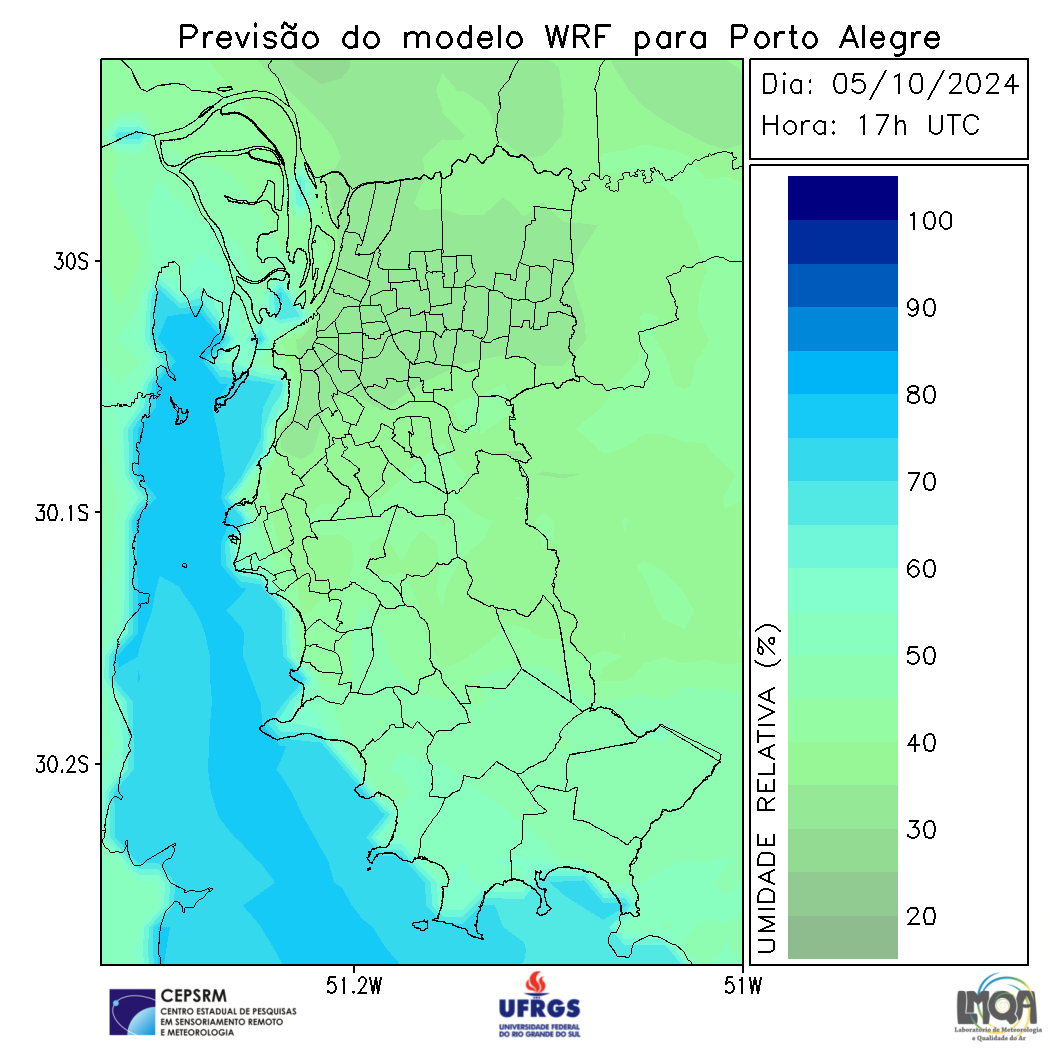 Previsão do modelo WRF para Porto Alegre
Dia: 05/10/2024
Hora: 17h UTC
30S
30.1S
30.2S
51.2W
51W
UMIDADE RELATIVA (%)
100
90
80
70
60
50
40
30
20
CEPSRM
CENTRO ESTADUAL DE PESQUISAS
EM SENSORIAMENTO REMOTO
E METEOROLOGIA
UFRGS
UNIVERSIDADE FEDERAL
DO RIO GRANDE DO SUL
LMQA
Laboratório de Meteorologia
e Qualidade do Ar